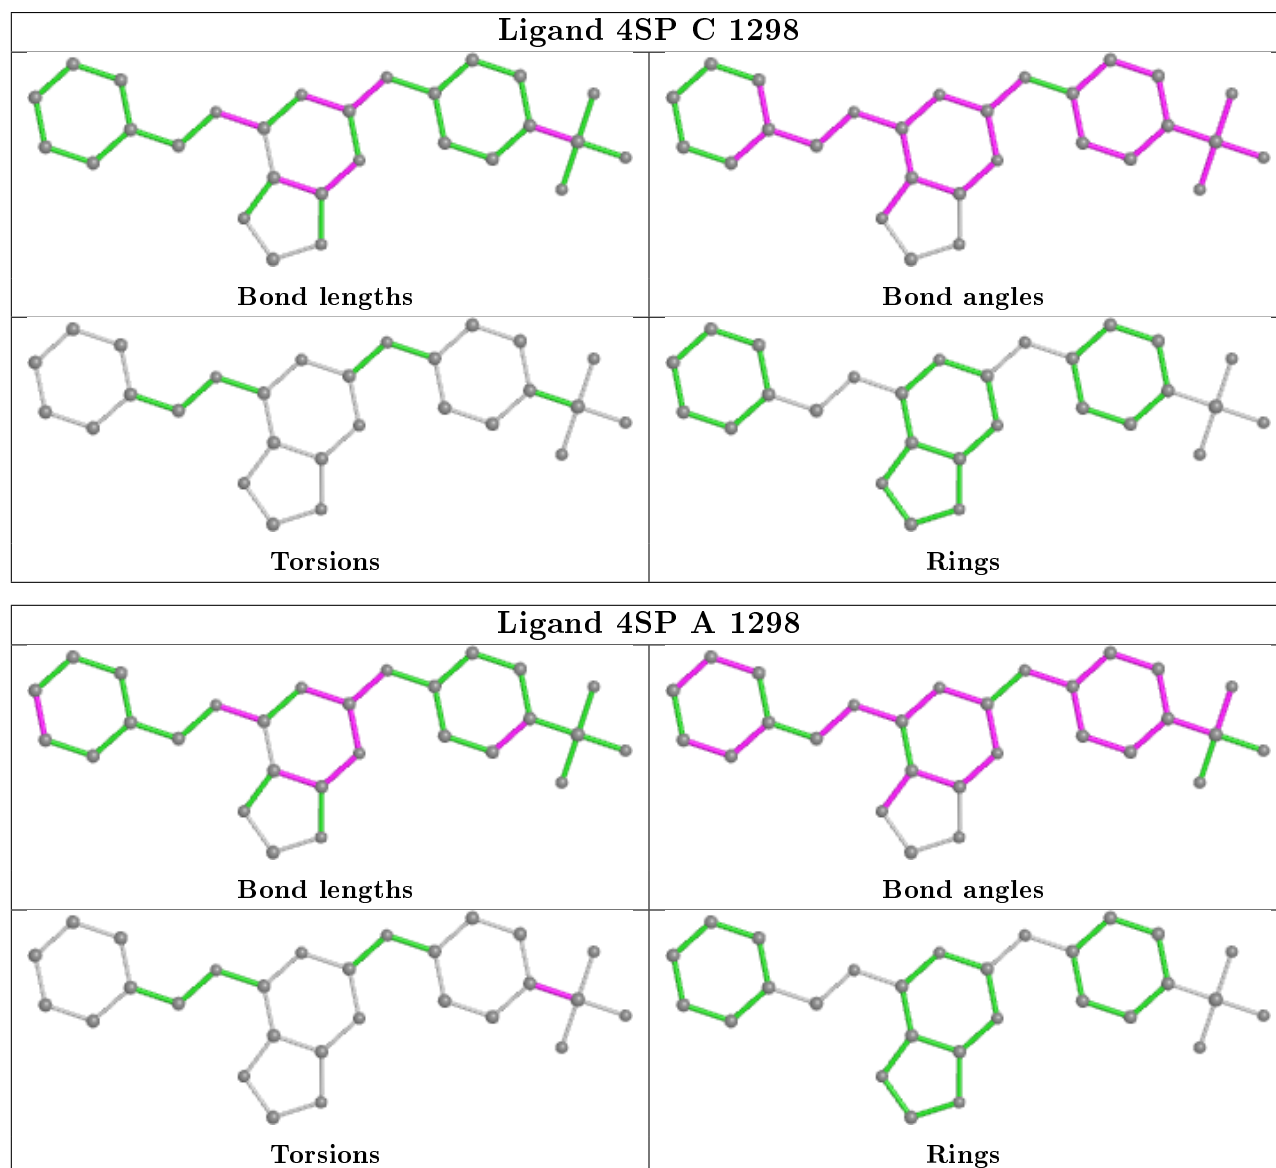 Ligand 4SP C 1298
Bond lengths
Bond angles
Torsions
Rings
Ligand 4SP A 1298
Bond lengths
Bond angles
Torsions
Rings